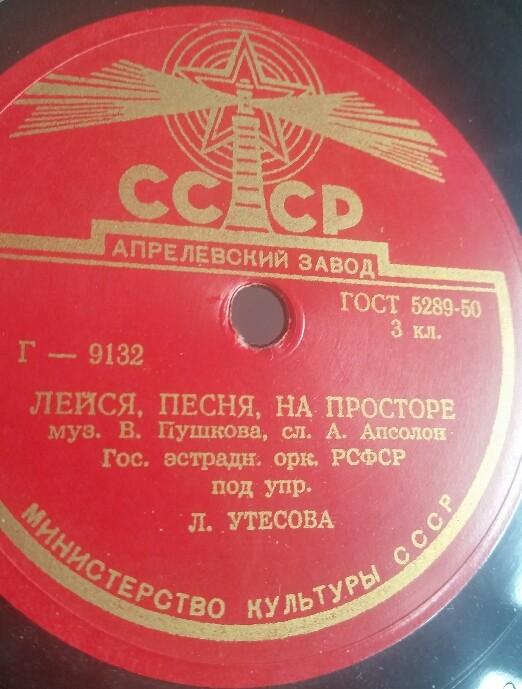 СССР
АПРЕЛЕВСКИЙ ЗАВОД
ГОСТ 5289-50
3 кл.
Г — 9132
ЛЕЙСЯ, ПЕСНЯ, НА ПРОСТОРЕ
муз. В. Пушкова, сл. А. Апсолон
Гос. эстрадн. орк. РСФСР
под упр.
Л. УТЕСОВА
МИНИСТЕРСТВО КУЛЬТУРЫ СССР